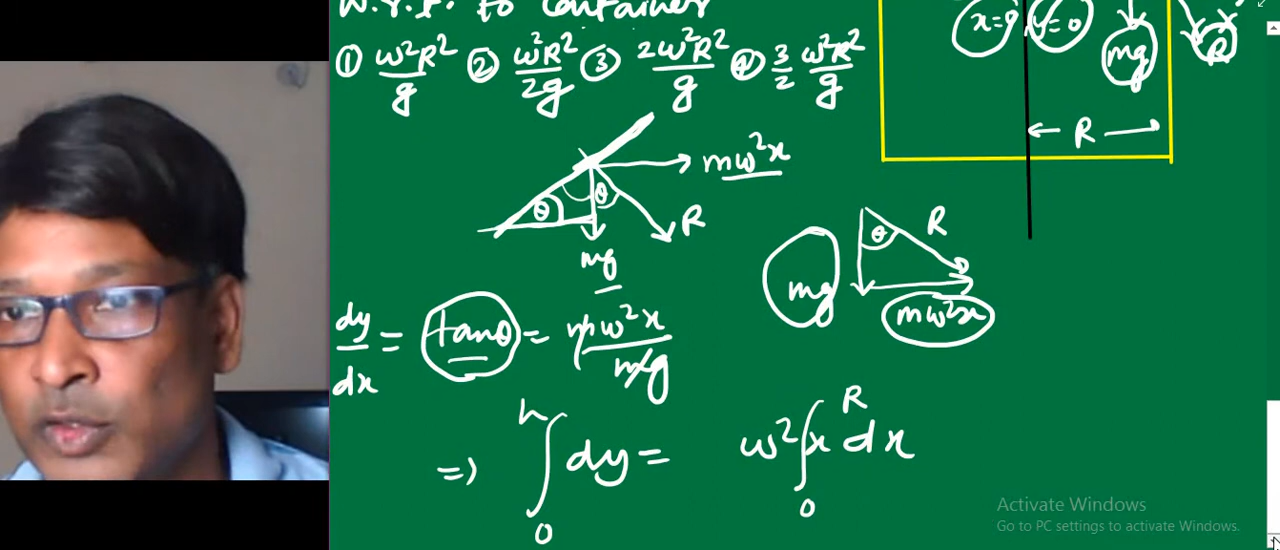 W.r.t. to container
① ω²R²/g ② ω²R²/2g ③ 2ω²R²/g ④ 3/2 ω²R²/g
x=0 y=0
mg
R
← R →
mω²x
θ θ
R
mg
θ R
mg
mω²x
dy/dx = tanθ = mω²x/mg
=> ∫₀ʰ dy = ω² ∫₀ᴿ x dx
Activate Windows
Go to PC settings to activate Windows.